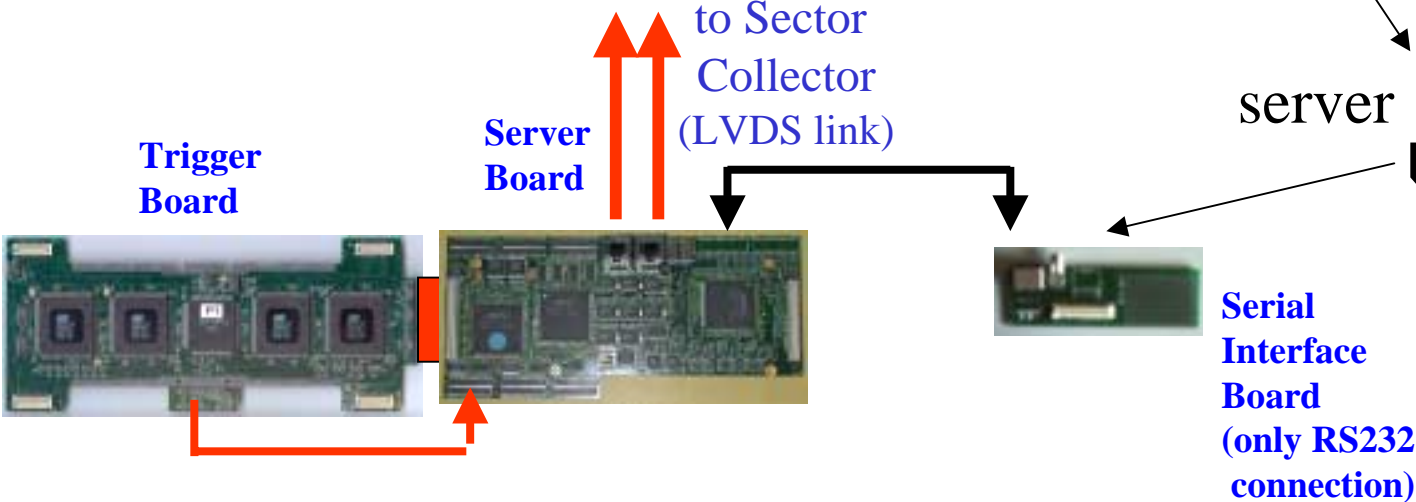 to Sector
Collector
(LVDS link)
server
Server
Board
Trigger
Board
Serial
Interface
Board
(only RS232
connection)